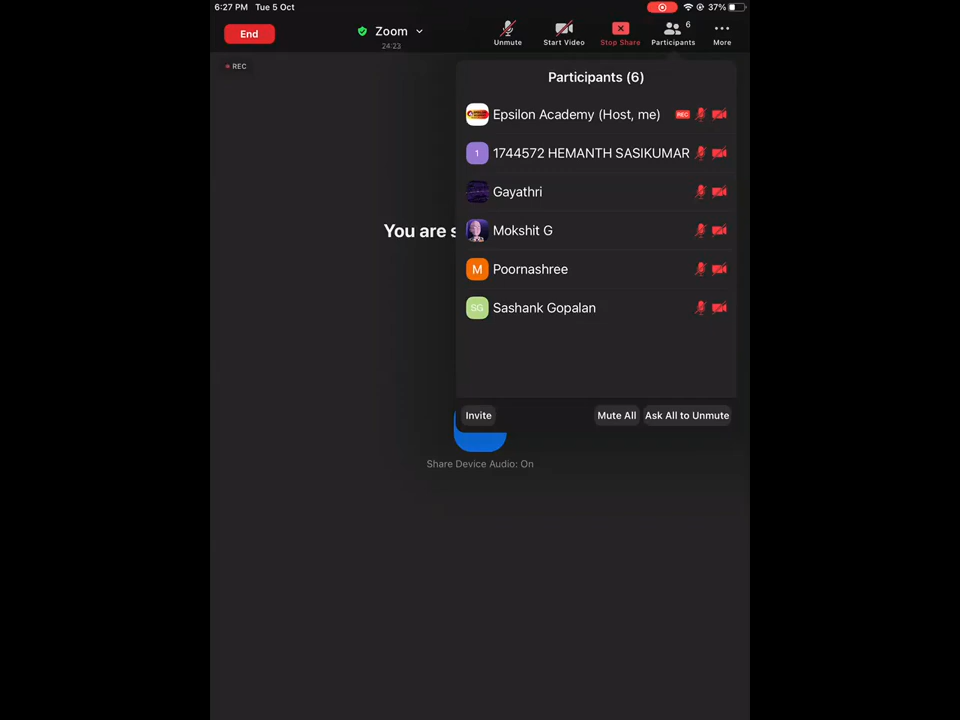 6:27 PM Tue 5 Oct 37%
End Zoom 6
24:23 Unmute Start Video Stop Share Participants More
REC
Participants (6)
Epsilon Academy (Host, me) REC
1 1744572 HEMANTH SASIKUMAR
Gayathri
Mokshit G
You are s
M Poornashree
SG Sashank Gopalan
Invite Mute All Ask All to Unmute
Share Device Audio: On